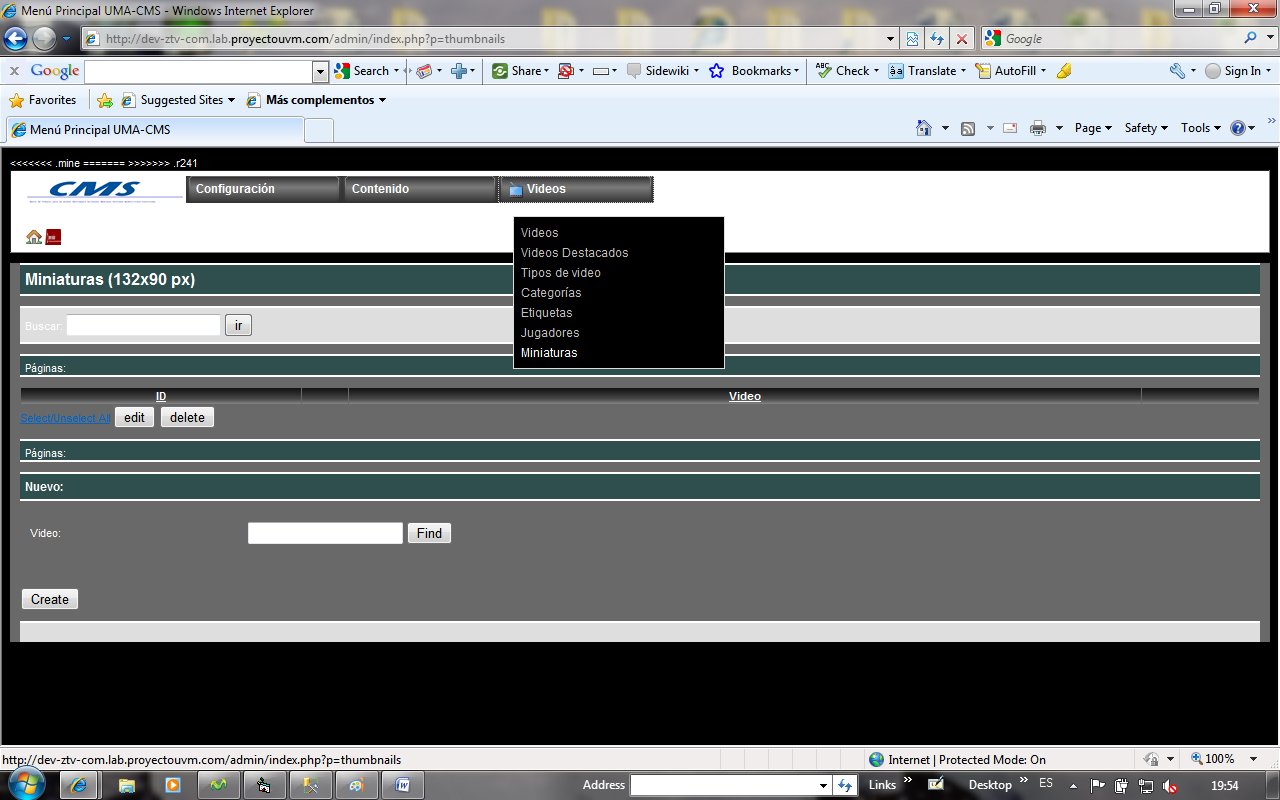 Menú Principal UMA-CMS - Windows Internet Explorer
http://dev-ztv-com.lab.proyectouvm.com/admin/index.php?p=thumbnails
Google
Google Search Share Sidewiki Bookmarks Check Translate AutoFill Sign In
Favorites Suggested Sites Más complementos
Menú Principal UMA-CMS
Page Safety Tools
<<<<<<< .mine ======= >>>>>>> .r241
CMS
Configuración Contenido Videos
Videos
Videos Destacados
Tipos de video
Categorías
Etiquetas
Jugadores
Miniaturas
Miniaturas (132x90 px)
Buscar: ir
Páginas:
ID Video
Select/Unselect All edit delete
Páginas:
Nuevo:
Video: Find
Create
http://dev-ztv-com.lab.proyectouvm.com/admin/index.php?p=thumbnails
Internet | Protected Mode: On
100%
Address Links Desktop ES 19:54